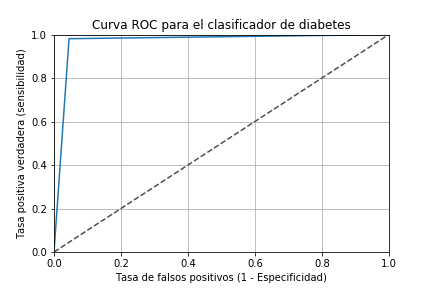 Curva ROC para el clasificador de diabetes
Tasa positiva verdadera (sensibilidad)
1.0
0.8
0.6
0.4
0.2
0.0
0.0 0.2 0.4 0.6 0.8 1.0
Tasa de falsos positivos (1 - Especificidad)